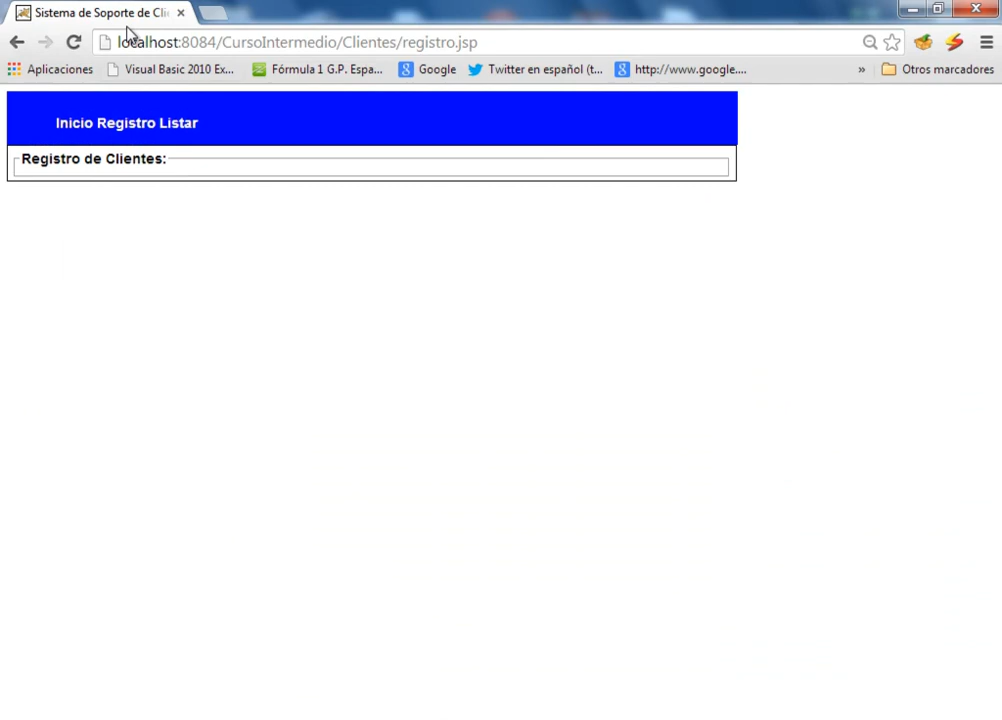 Sistema de Soporte de Clie
localhost:8084/CursoIntermedio/Clientes/registro.jsp
Aplicaciones Visual Basic 2010 Ex... Fórmula 1 G.P. Espa... Google Twitter en español (t... http://www.google.... » Otros marcadores
Inicio Registro Listar
Registro de Clientes: